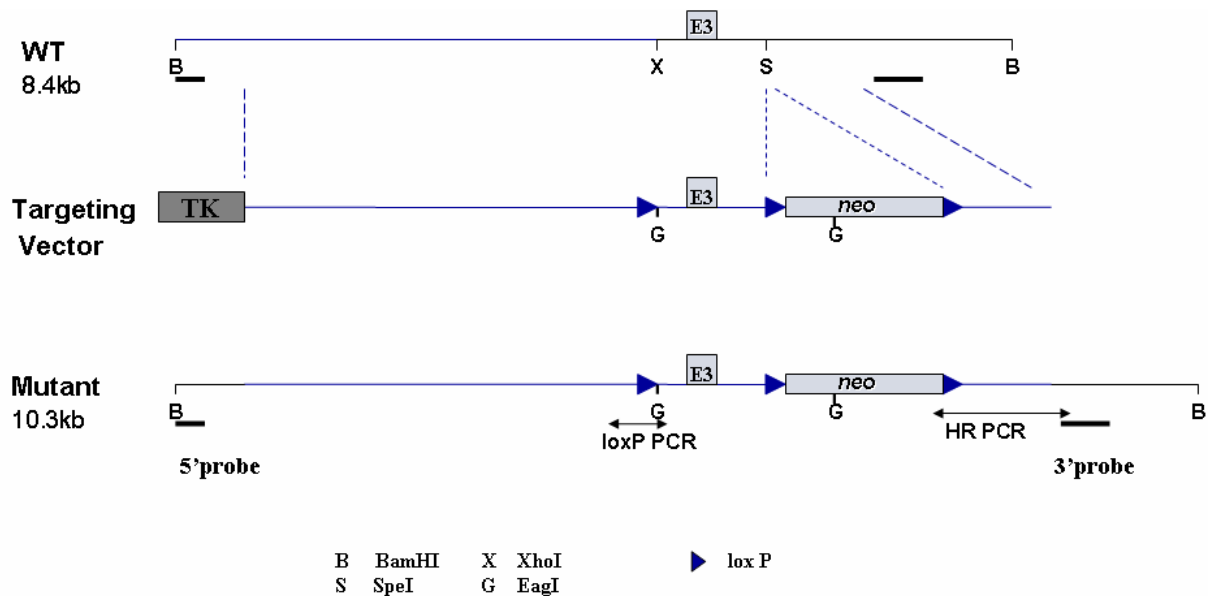 E3
WT
B X S B
8.4kb
TK E3 neo
Targeting
Vector
G G
E3 neo
Mutant
10.3kb
B G G B
loxP PCR HR PCR
5'probe 3'probe
B BamHI X XhoI lox P
S SpeI G EagI